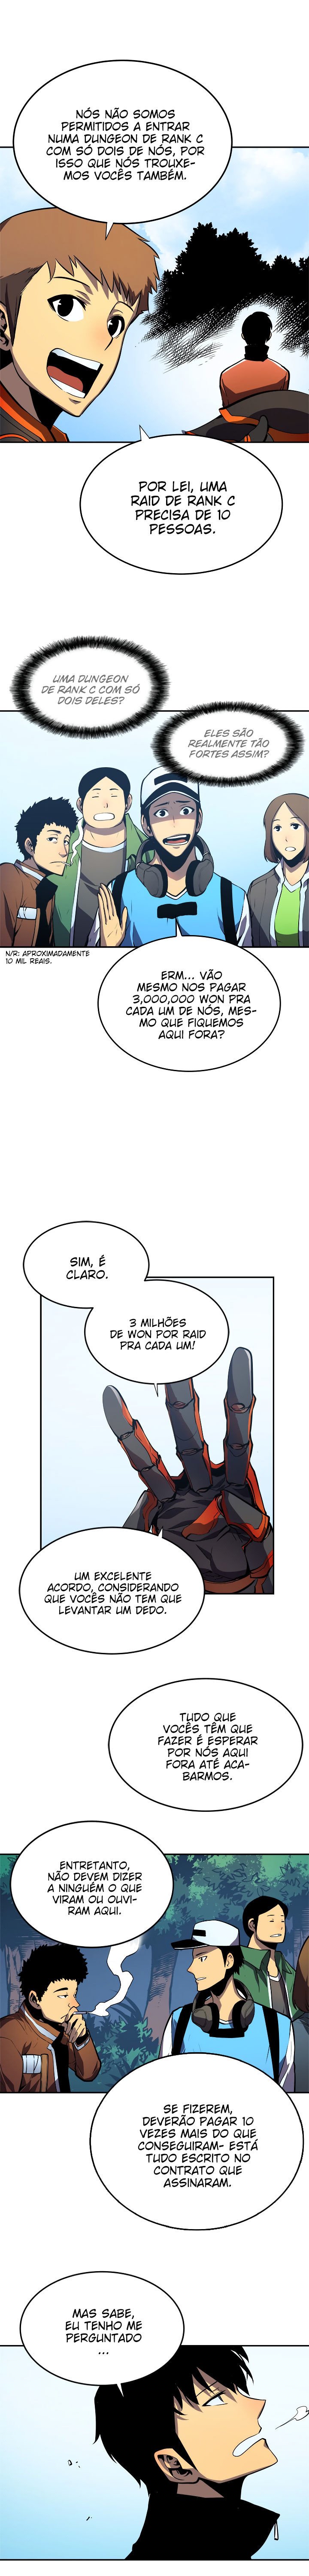 NÓS NÃO SOMOS
PERMITIDOS A ENTRAR
NUMA DUNGEON DE RANK C
COM SÓ DOIS DE NÓS, POR
ISSO QUE NÓS TROUXE-
MOS VOCÊS TAMBÉM.
POR LEI, UMA
RAID DE RANK C
PRECISA DE 10
PESSOAS.
UMA DUNGEON
DE RANK C COM SÓ
DOIS DELES?
ELES SÃO
REALMENTE TÃO
FORTES ASSIM?
N/R: APROXIMADAMENTE
10 MIL REAIS.
ERM... VÃO
MESMO NOS PAGAR
3,000,000 WON PRA
CADA UM DE NÓS, MES-
MO QUE FIQUEMOS
AQUI FORA?
SIM, É
CLARO.
3 MILHÕES
DE WON POR RAID
PRA CADA UM!
UM EXCELENTE
ACORDO, CONSIDERANDO
QUE VOCÊS NÃO TEM QUE
LEVANTAR UM DEDO.
TUDO QUE
VOCÊS TÊM QUE
FAZER É ESPERAR
POR NÓS AQUI
FORA ATÉ ACA-
BARMOS.
ENTRETANTO,
NÃO DEVEM DIZER
A NINGUÉM O QUE
VIRAM OU OUVI-
RAM AQUI.
SE FIZEREM,
DEVERÃO PAGAR 10
VEZES MAIS DO QUE
CONSEGUIRAM- ESTÁ
TUDO ESCRITO NO
CONTRATO QUE
ASSINARAM.
MAS SABE,
EU TENHO ME
PERGUNTADO
...